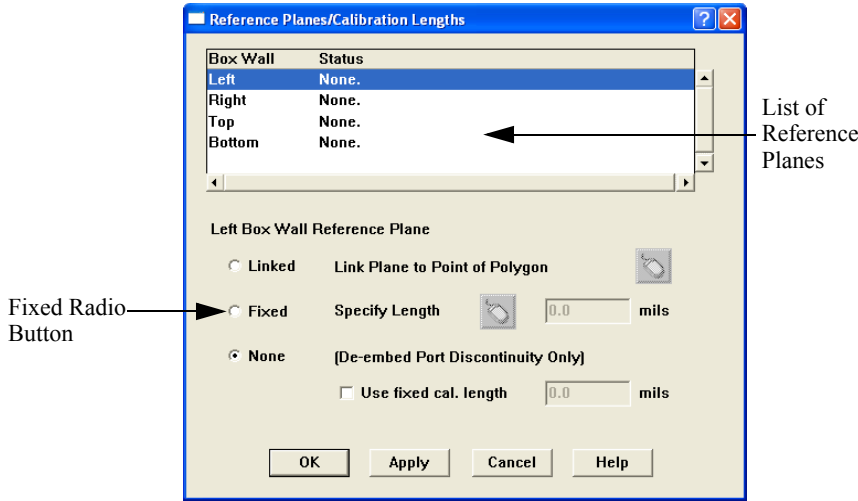 Reference Planes/Calibration Lengths
Box Wall Status
Left None.
Right None.
Top None.
Bottom None.
List of
Reference
Planes
Left Box Wall Reference Plane
Linked Link Plane to Point of Polygon
Fixed Radio
Button
Fixed Specify Length 0.0 mils
None (De-embed Port Discontinuity Only)
Use fixed cal. length 0.0 mils
OK Apply Cancel Help